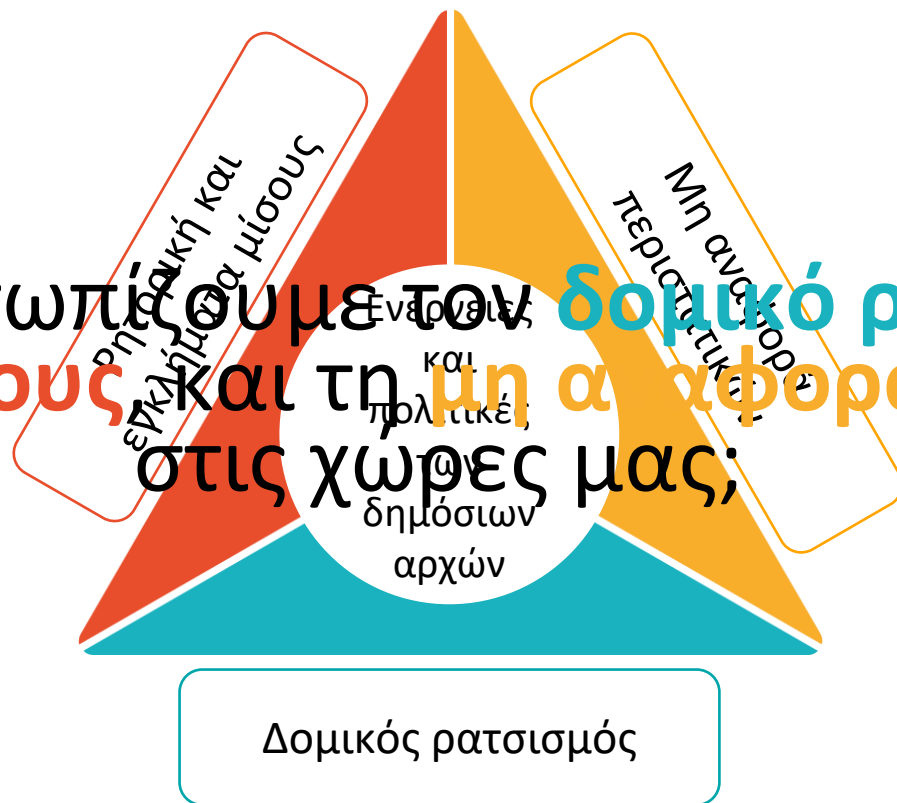 Ρητορική και
εγκλήματα μίσους
Μη αναφορά
περιστατικών
ωπίζουμε τον δομικό ρ
ους, και τη μη αναφορ
στις χώρες μας;
Ενέργειες
και
πολιτικές
των
δημόσιων
αρχών
Δομικός ρατσισμός